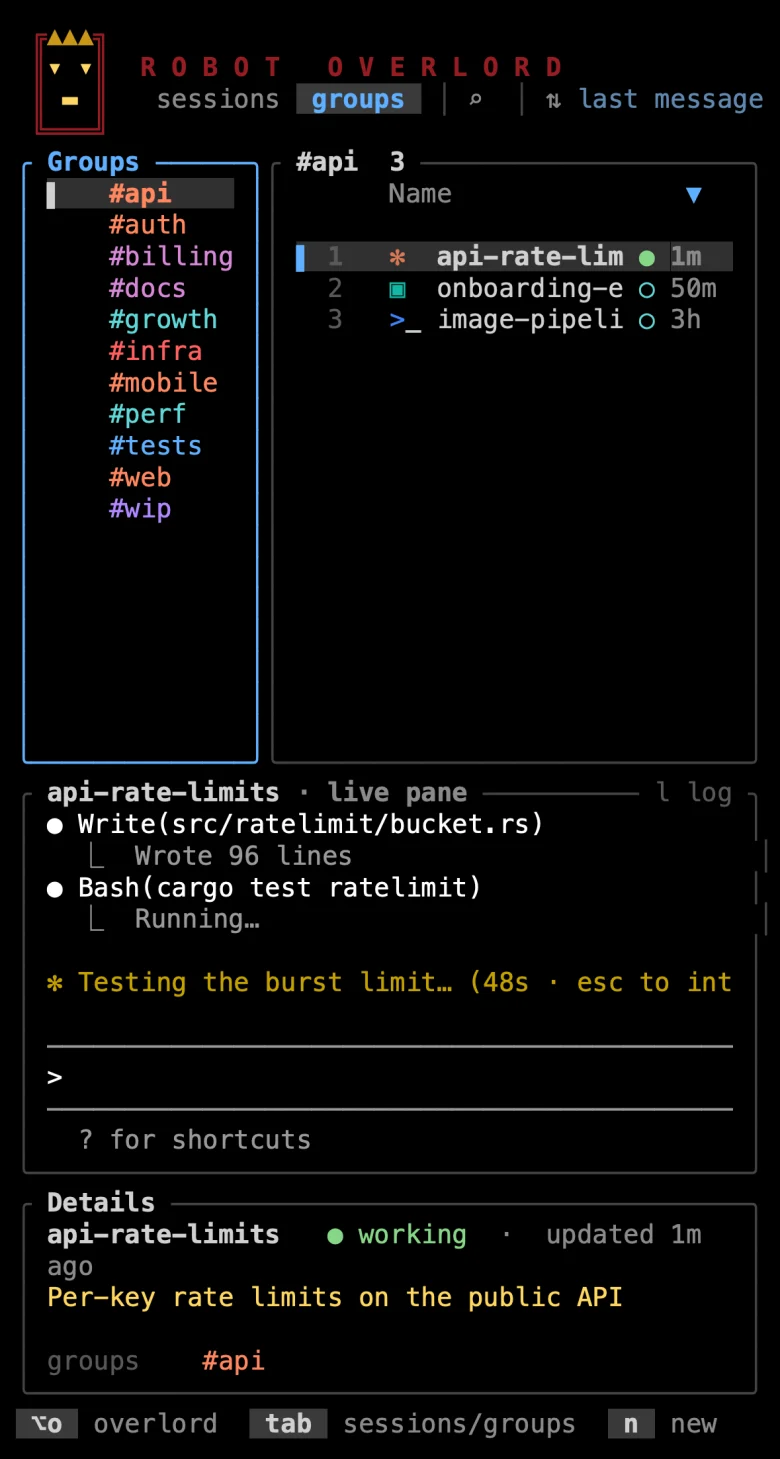 ROBOT OVERLORD
sessions groups │ ⌕ │ ⇅ last message
Groups
#api
#auth
#billing
#docs
#growth
#infra
#mobile
#perf
#tests
#web
#wip
#api 3
Name ▼
1 ✻ api-rate-lim ● 1m
2 ▣ onboarding-e ○ 50m
3 >_ image-pipeli ○ 3h
api-rate-limits · live pane l log
● Write(src/ratelimit/bucket.rs)
⎿ Wrote 96 lines
● Bash(cargo test ratelimit)
⎿ Running…
✻ Testing the burst limit… (48s · esc to int
>
? for shortcuts
Details
api-rate-limits ● working · updated 1m
ago
Per-key rate limits on the public API
groups #api
⌥o overlord tab sessions/groups n new